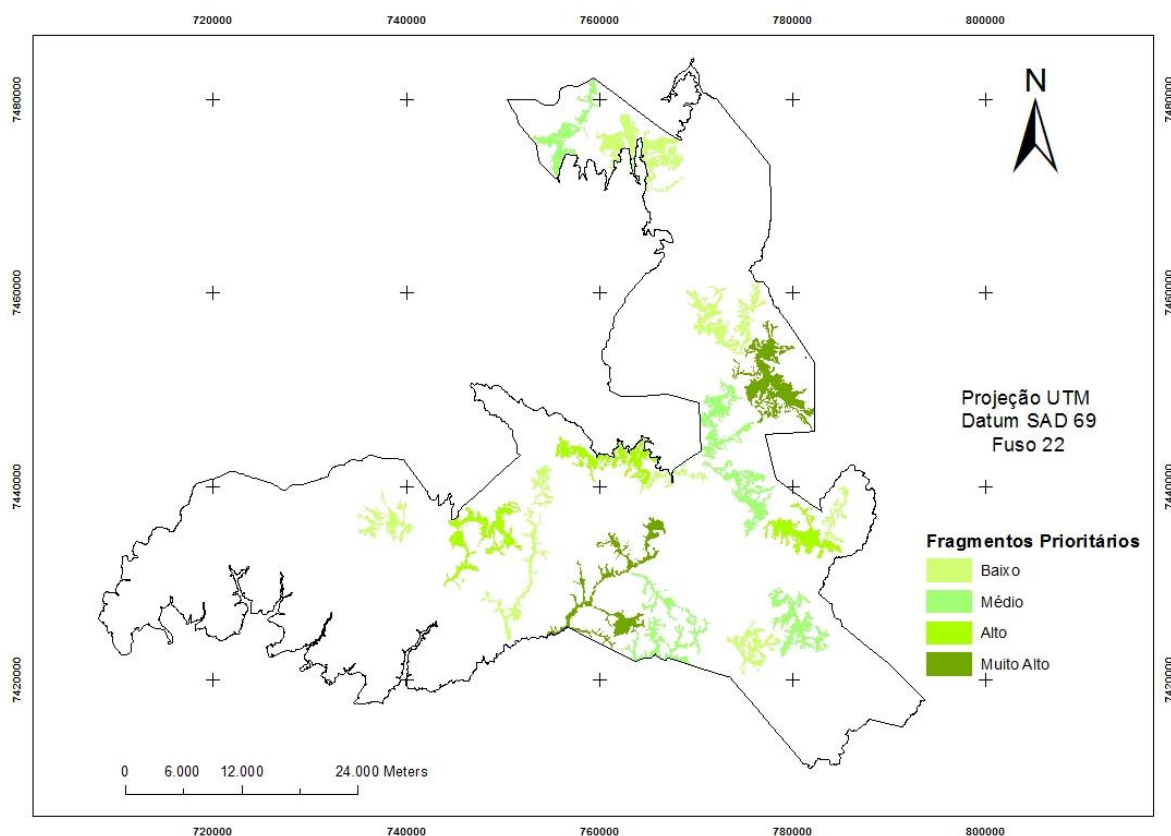 720000 740000 760000 780000 800000
7480000 7480000
N
7460000 7460000
Projeção UTM
Datum SAD 69
Fuso 22
7440000 7440000
Fragmentos Prioritários
Baixo
Médio
Alto
Muito Alto
7420000 7420000
0 6.000 12.000 24.000 Meters
720000 740000 760000 780000 800000